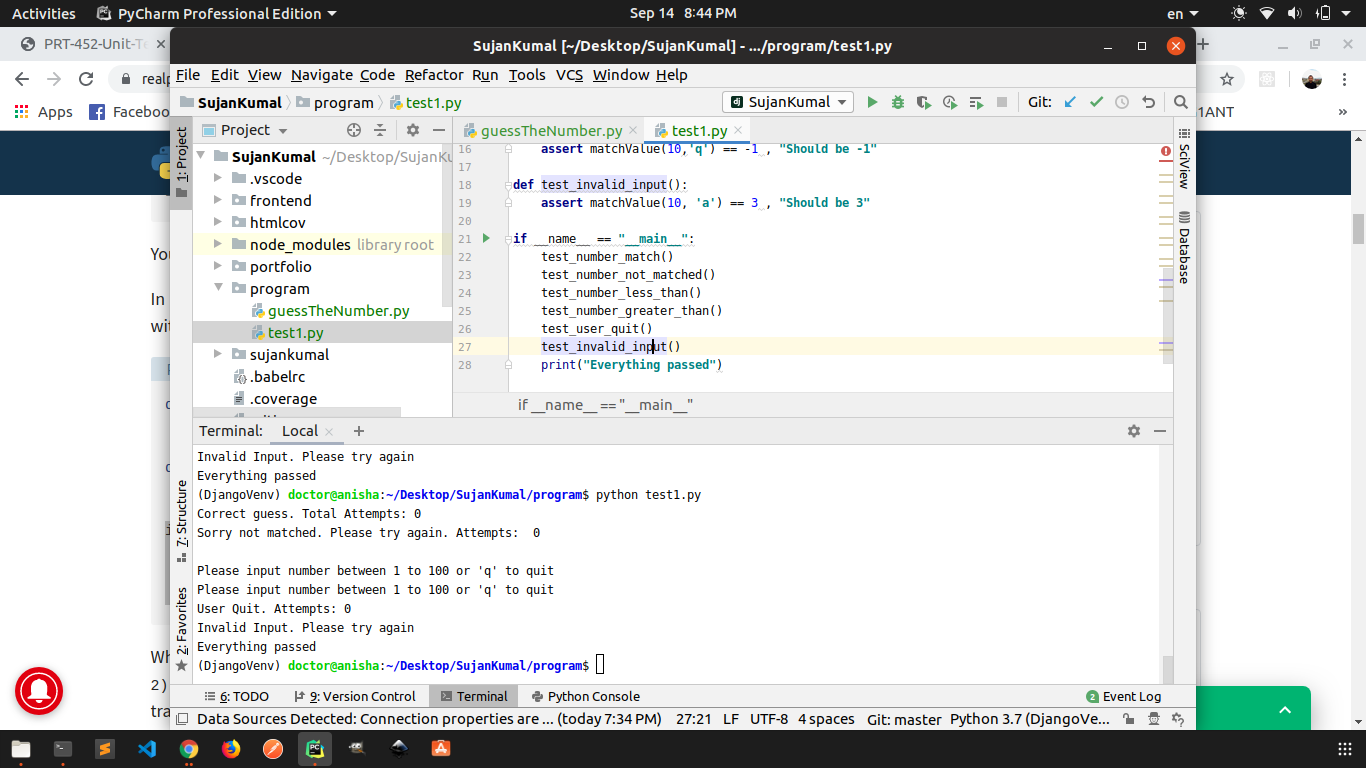 Activities PyCharm Professional Edition Sep 14 8:44 PM en
PRT-452-Unit-Te
SujanKumal [~/Desktop/SujanKumal] - .../program/test1.py
File Edit View Navigate Code Refactor Run Tools VCS Window Help
realp
SujanKumal program test1.py SujanKumal Git:
Apps Faceboo 1ANT
1: Project
Project
guessTheNumber.py test1.py
SujanKumal ~/Desktop/SujanKu
.vscode
frontend
htmlcov
node_modules library root
portfolio
program
guessTheNumber.py
test1.py
sujankumal
.babelrc
.coverage
16 assert matchValue(10,'q') == -1 , "Should be -1"
17
18 def test_invalid_input():
19 assert matchValue(10, 'a') == 3 , "Should be 3"
20
21 if __name__ == "__main__":
22 test_number_match()
23 test_number_not_matched()
24 test_number_less_than()
25 test_number_greater_than()
26 test_user_quit()
27 test_invalid_input()
28 print("Everything passed")
if __name__ == "__main__"
SciView
Database
You
In
wit
Wh
2)
tra
Terminal: Local
7: Structure
2: Favorites
Invalid Input. Please try again
Everything passed
(DjangoVenv) doctor@anisha:~/Desktop/SujanKumal/program$ python test1.py
Correct guess. Total Attempts: 0
Sorry not matched. Please try again. Attempts:  0
Please input number between 1 to 100 or 'q' to quit
Please input number between 1 to 100 or 'q' to quit
User Quit. Attempts: 0
Invalid Input. Please try again
Everything passed
(DjangoVenv) doctor@anisha:~/Desktop/SujanKumal/program$
6: TODO 9: Version Control Terminal Python Console 2 Event Log
Data Sources Detected: Connection properties are ... (today 7:34 PM) 27:21 LF UTF-8 4 spaces Git: master Python 3.7 (DjangoVe...